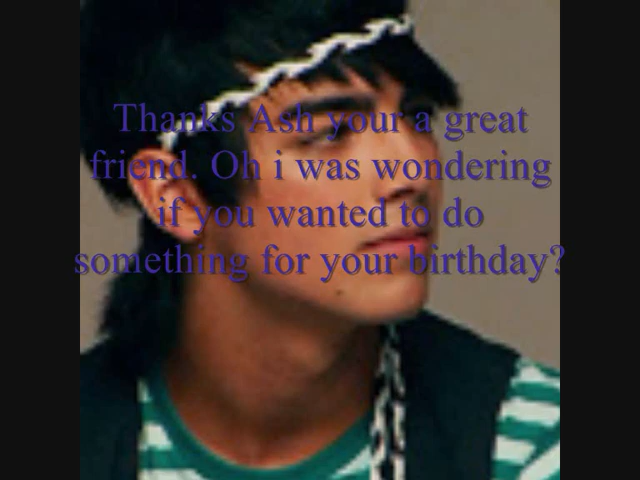 Thanks Ash your a great
friend. Oh i was wondering
if you wanted to do
something for your birthday?